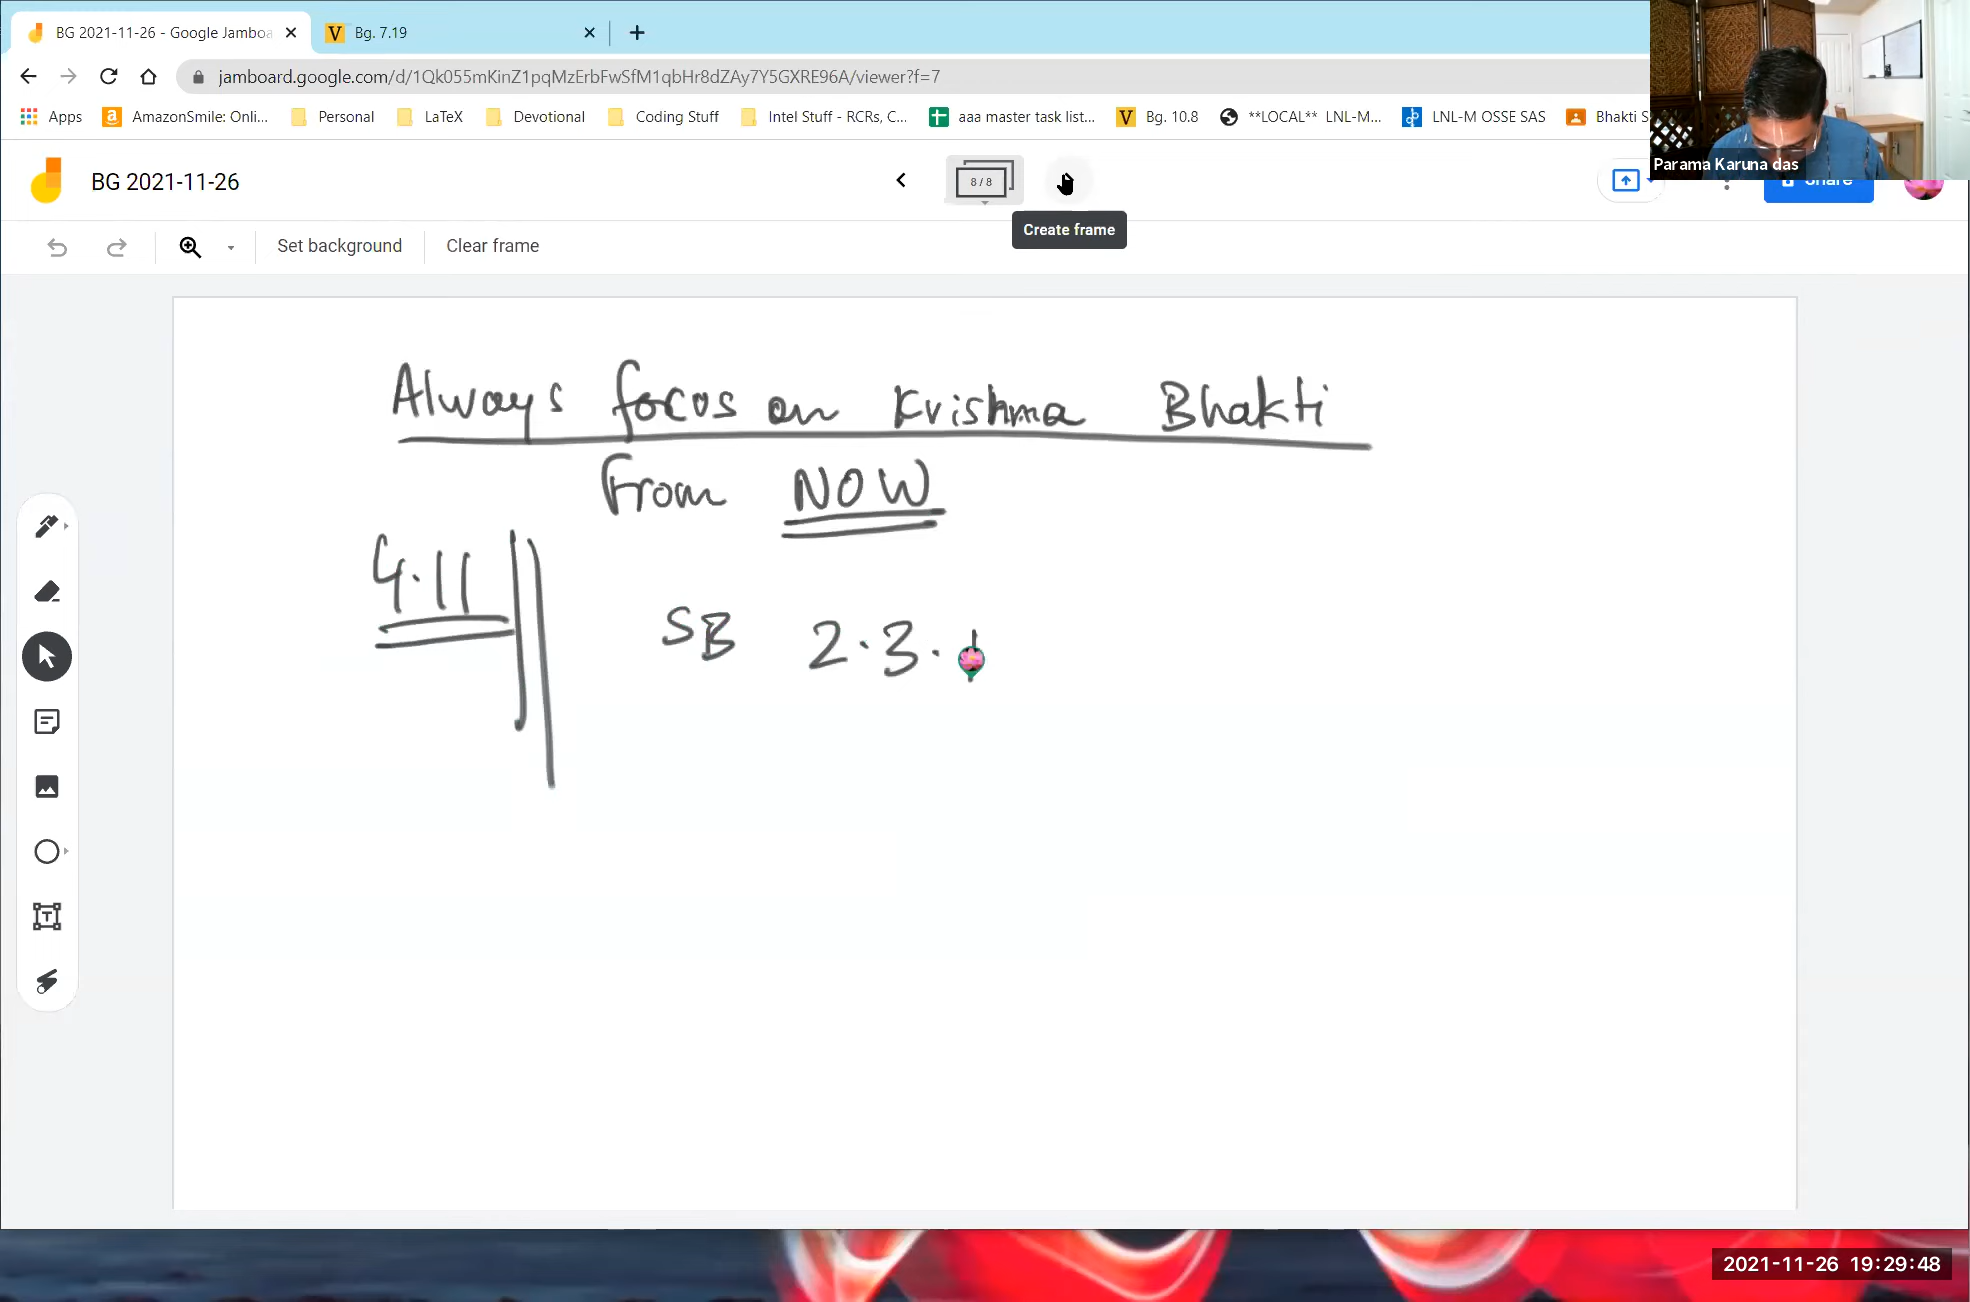 BG 2021-11-26 - Google Jamboa
Bg. 7.19
jamboard.google.com/d/1Qk055mKinZ1pqMzErbFwSfM1qbHr8dZAy7Y5GXRE96A/viewer?f=7
Apps AmazonSmile: Onli... Personal LaTeX Devotional Coding Stuff Intel Stuff - RCRs, C... aaa master task list... Bg. 10.8 **LOCAL** LNL-M... LNL-M OSSE SAS Bhakti S
Parama Karuna das
BG 2021-11-26
8 / 8
Share
Create frame
Set background Clear frame
Always focus on Krishna Bhakti
From NOW
4.11
SB 2.3.
2021-11-26 19:29:48